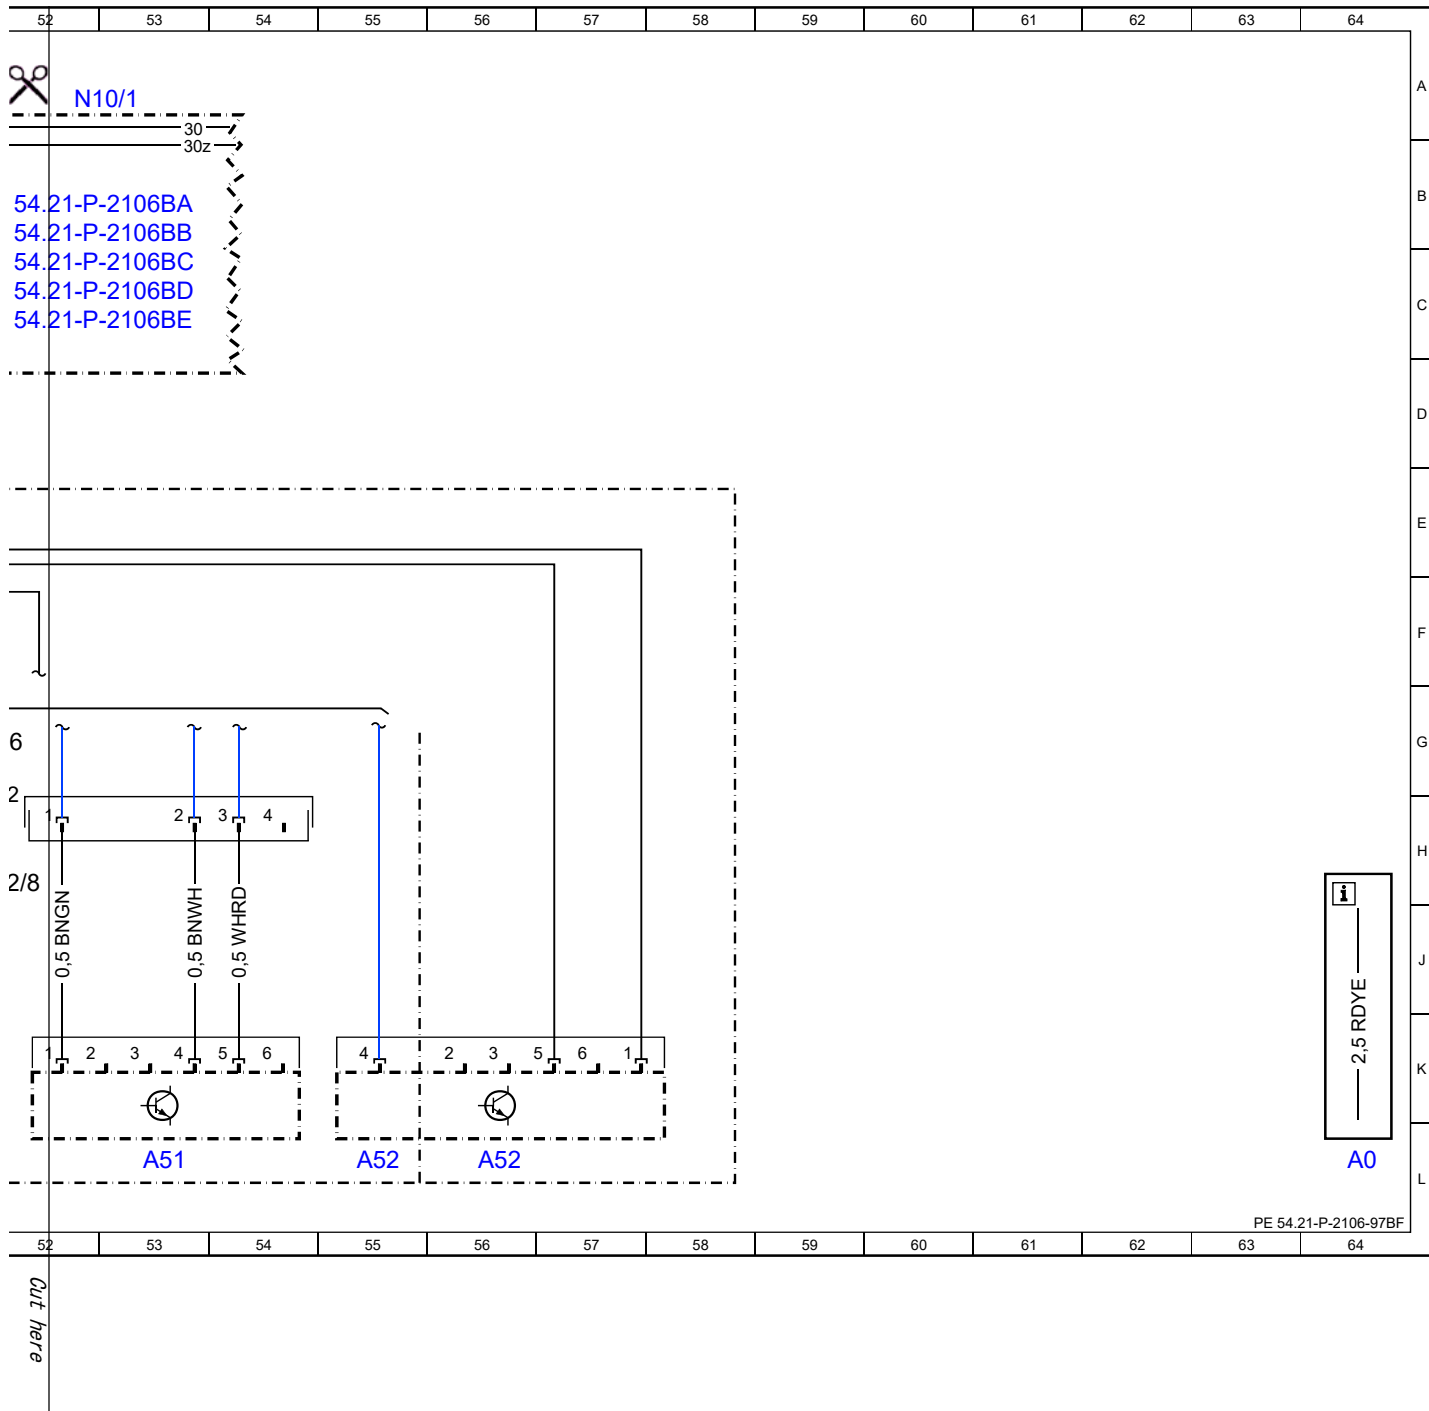 52 53 54 55 56 57 58 59 60 61 62 63 64
A
N10/1
30
30z
54.21-P-2106BA
B
54.21-P-2106BB
54.21-P-2106BC
54.21-P-2106BD
C
54.21-P-2106BE
D
E
F
6
G
2
1 2 3 4
H
2/8
0,5 BNGN
0,5 BNWH
0,5 WHRD
i
J
2,5 RDYE
1 2 3 4 5 6 4 2 3 5 6 1
K
A51 A52 A52 A0
L
PE 54.21-P-2106-97BF
52 53 54 55 56 57 58 59 60 61 62 63 64
Cut here